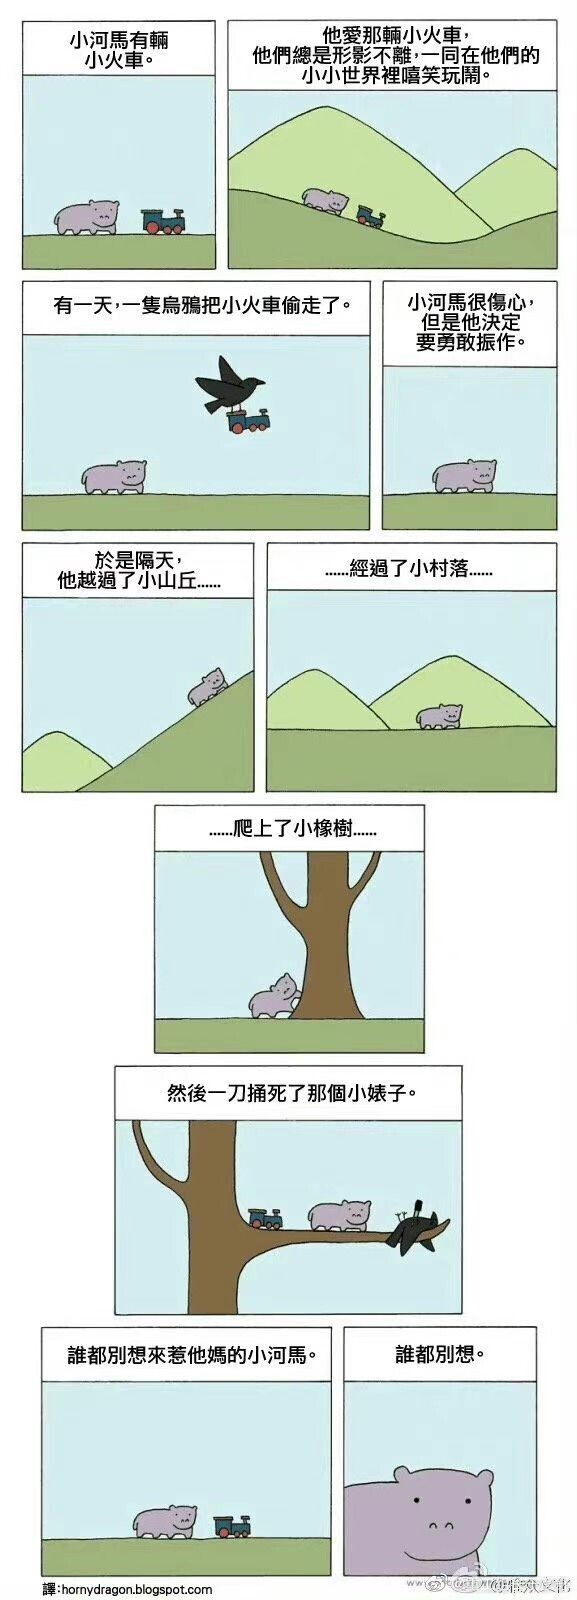 小河馬有輛
小火車。
他愛那輛小火車，
他們總是形影不離，一同在他們的
小小世界裡嘻笑玩鬧。
有一天，一隻烏鴉把小火車偷走了。
小河馬很傷心，
但是他決定
要勇敢振作。
於是隔天，
他越過了小山丘......
......經過了小村落......
......爬上了小橡樹......
然後一刀捅死了那個小婊子。
誰都別想來惹他媽的小河馬。
誰都別想。
譯：hornydragon.blogspot.com